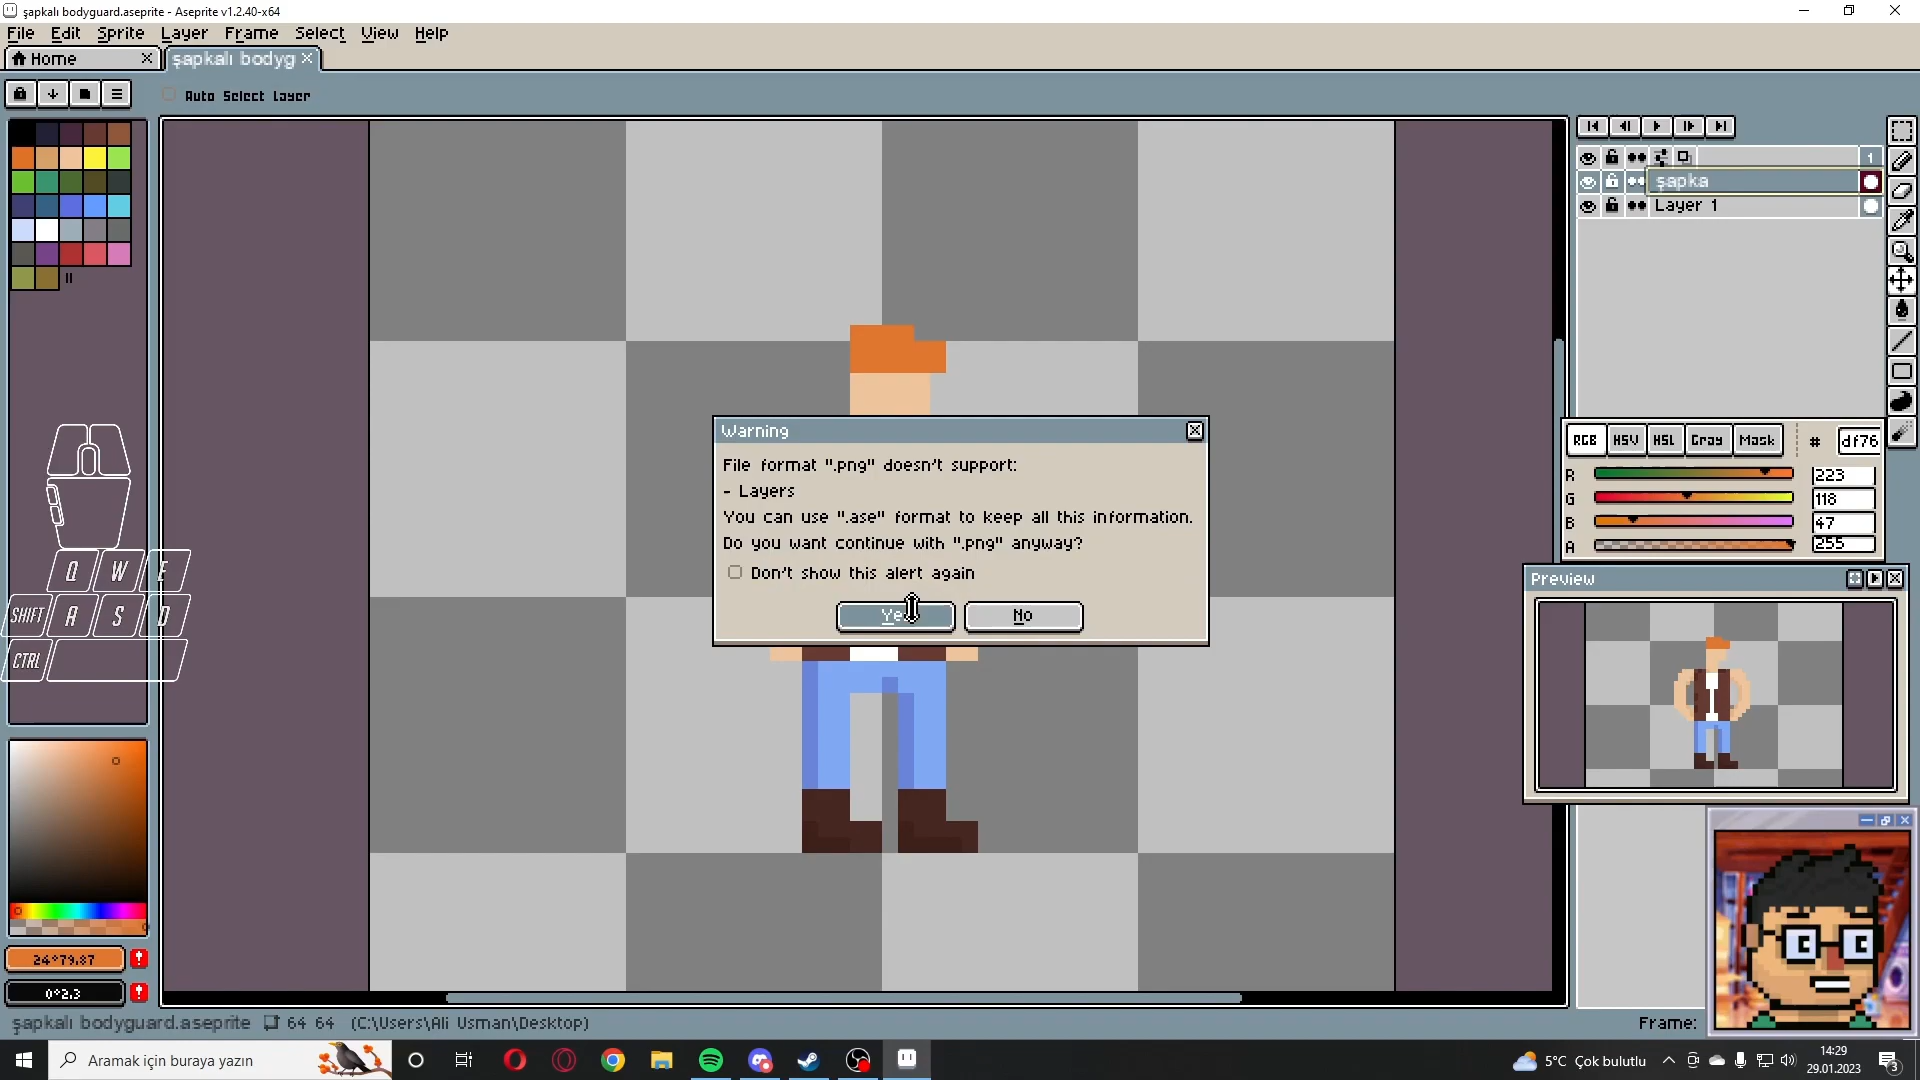 şapkalı bodyguard.aseprite - Aseprite v1.2.40-x64
File Edit Sprite Layer Frame Select View Help
Home
şapkalı bodyg
Auto Select Layer
1
şapka
Layer 1
RGB HSV HSL Gray Mask # df76
R 223
G 118
B 47
A 255
Warning
File format ".png" doesn't support:
- Layers
You can use ".ase" format to keep all this information.
Do you want continue with ".png" anyway?
Don't show this alert again
Yes No
Preview
Q W E
SHIFT A S D
CTRL
24°79.87
0°2.3
şapkalı bodyguard.aseprite 64 64 (C:\Users\Ali Usman\Desktop)
Frame:
Aramak için buraya yazın
5°C Çok bulutlu
14:29
29.01.2023
3